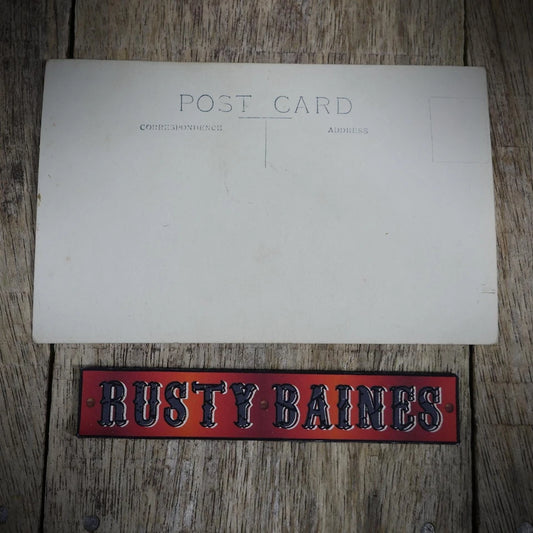 POST CARD
CORRESPONDENCE
ADDRESS
RUSTY BAINES